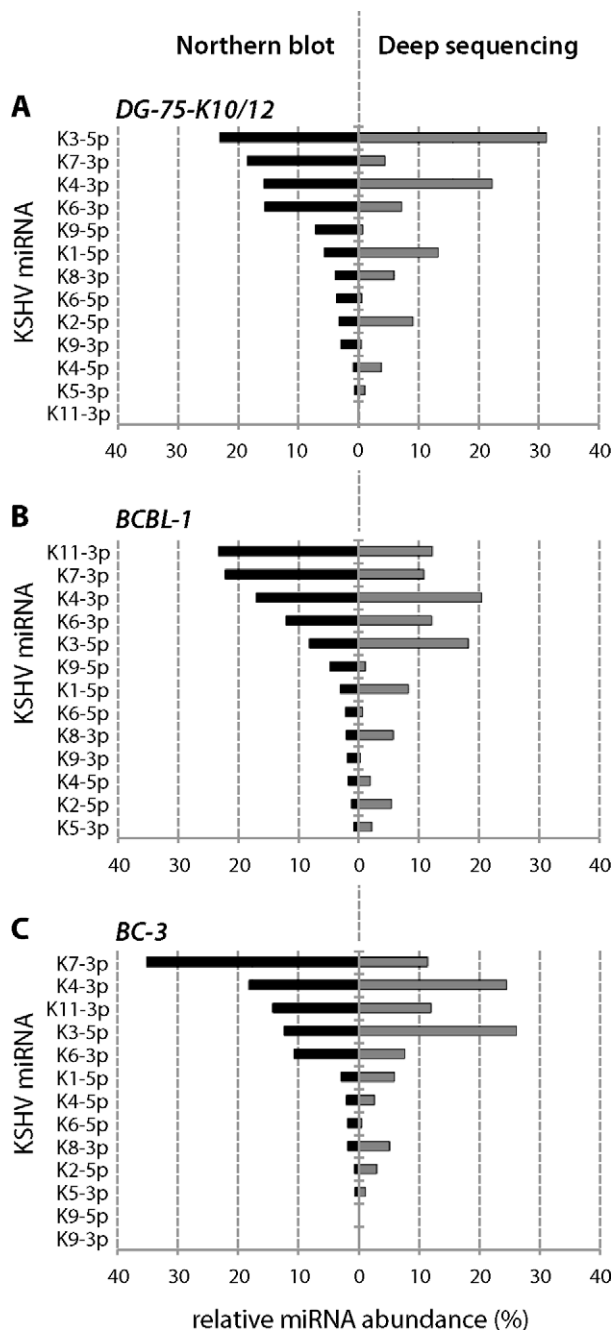 Northern blot Deep sequencing
A DG-75-K10/12
KSHV miRNA
K3-5p
K7-3p
K4-3p
K6-3p
K9-5p
K1-5p
K8-3p
K6-5p
K2-5p
K9-3p
K4-5p
K5-3p
K11-3p
40 30 20 10 0 10 20 30 40
B BCBL-1
KSHV miRNA
K11-3p
K7-3p
K4-3p
K6-3p
K3-5p
K9-5p
K1-5p
K6-5p
K8-3p
K9-3p
K4-5p
K2-5p
K5-3p
40 30 20 10 0 10 20 30 40
C BC-3
KSHV miRNA
K7-3p
K4-3p
K11-3p
K3-5p
K6-3p
K1-5p
K4-5p
K6-5p
K8-3p
K2-5p
K5-3p
K9-5p
K9-3p
40 30 20 10 0 10 20 30 40
relative miRNA abundance (%)